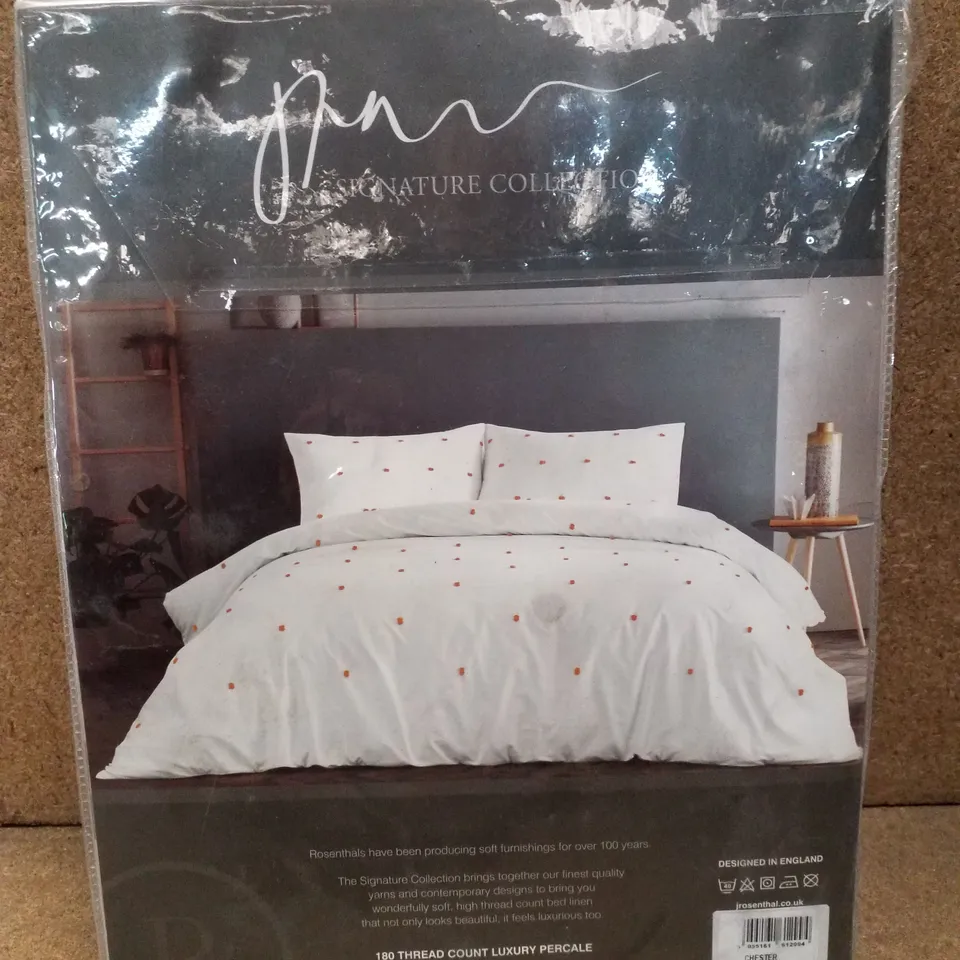 SIGNATURE COLLECTION
Rosenthals have been producing soft furnishings for over 100 years.
The Signature Collection brings together our finest quality
yarns and contemporary designs to bring you
wonderfully soft, high thread count bed linen
that not only looks beautiful, it feels luxurious too
180 THREAD COUNT LUXURY PERCALE
DESIGNED IN ENGLAND
40
jrosenthal.co.uk
CHESTER